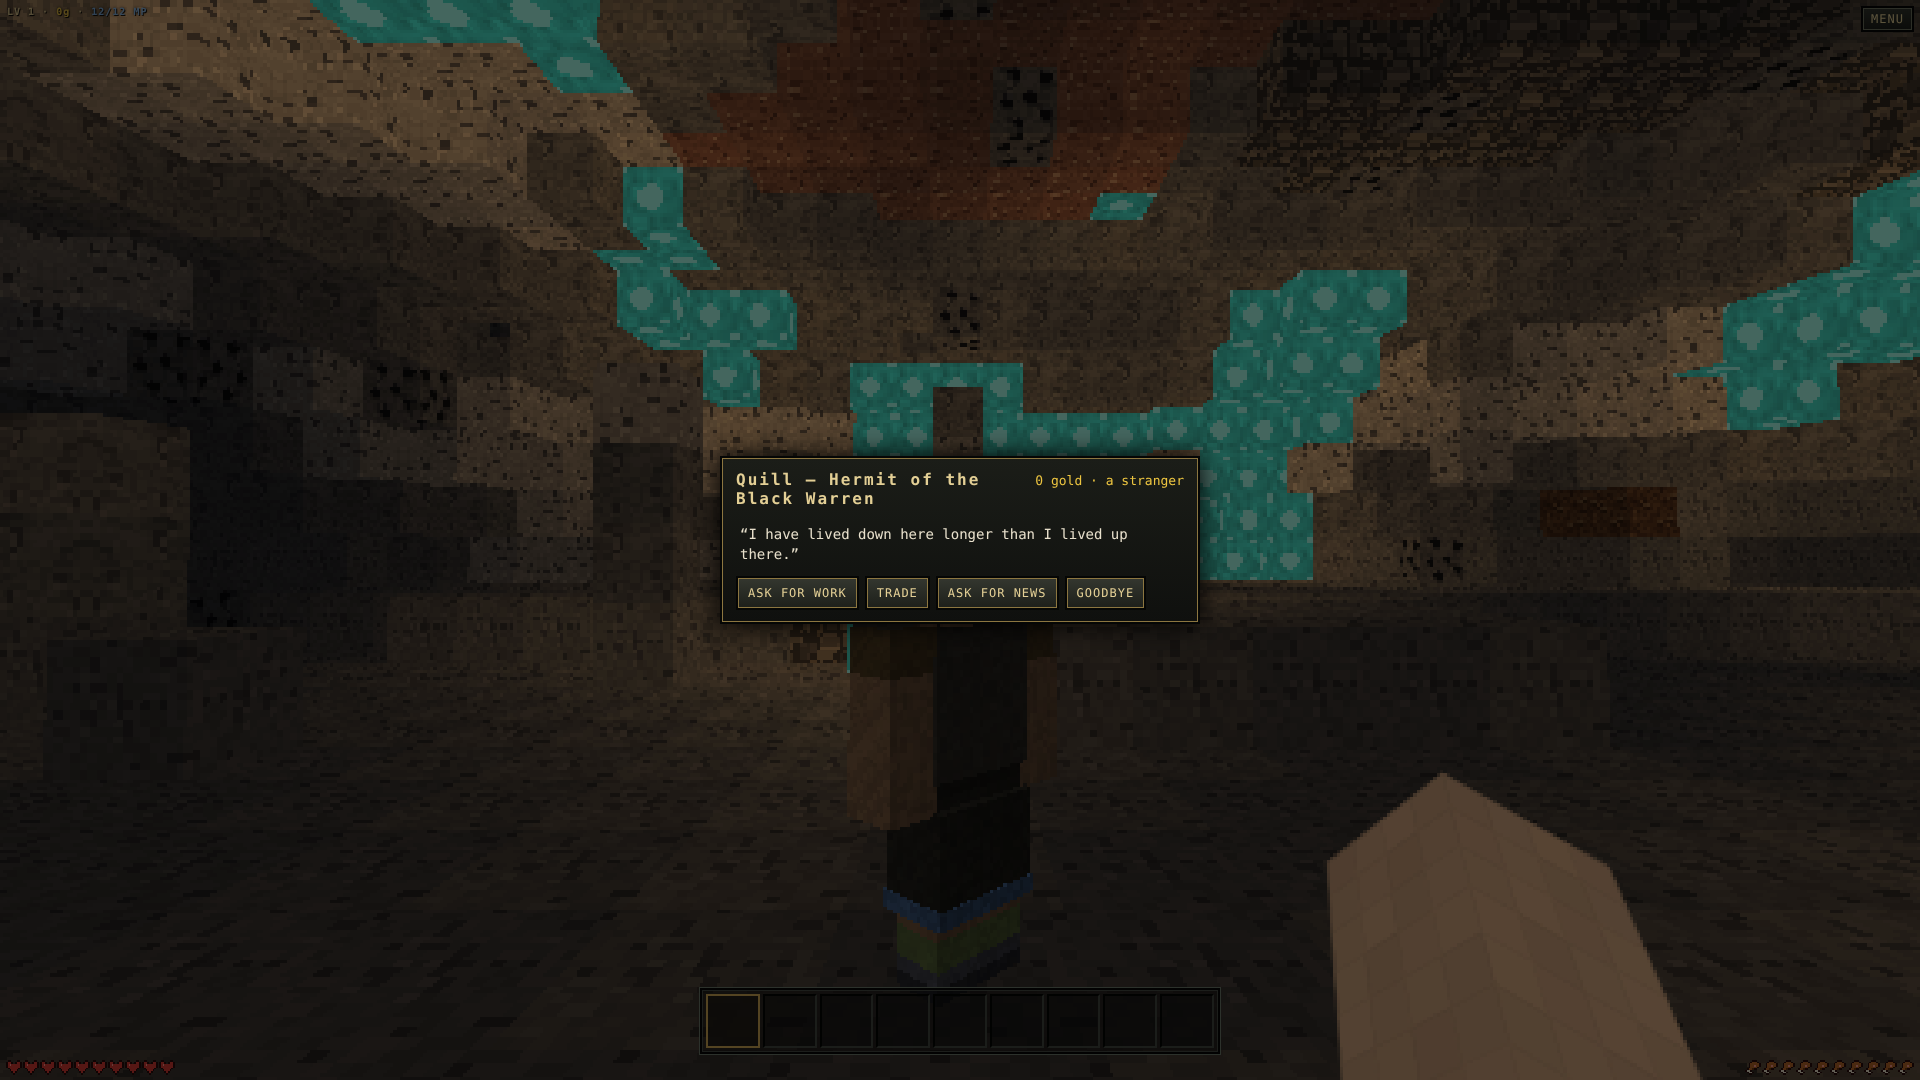 LV 1 · 0g · 12/12 MP
MENU
Quill — Hermit of the
Black Warren
0 gold · a stranger
“I have lived down here longer than I lived up
there.”
ASK FOR WORK
TRADE
ASK FOR NEWS
GOODBYE